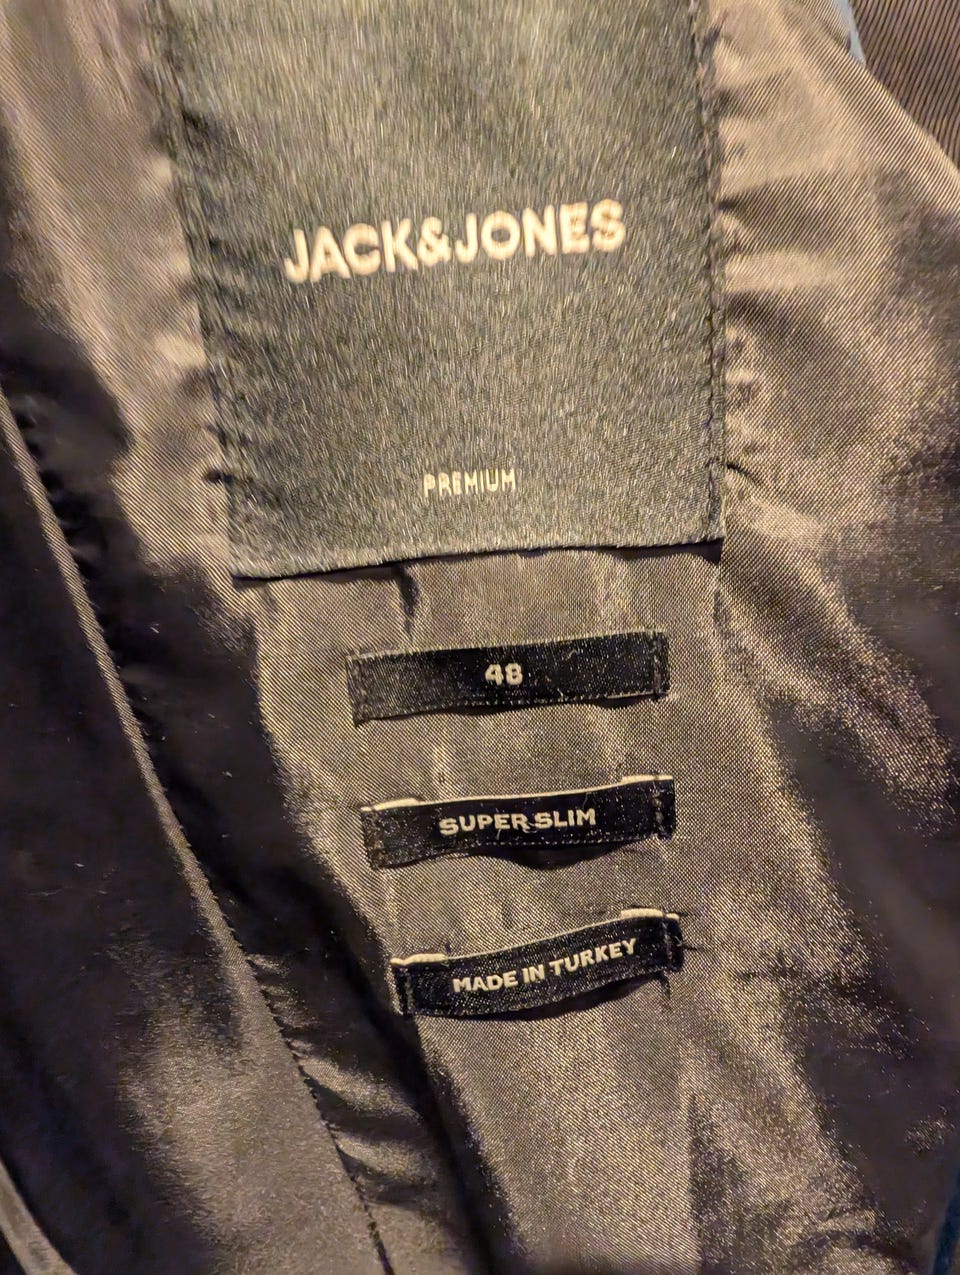 JACK&JONES
PREMIUM
48
SUPER SLIM
MADE IN TURKEY